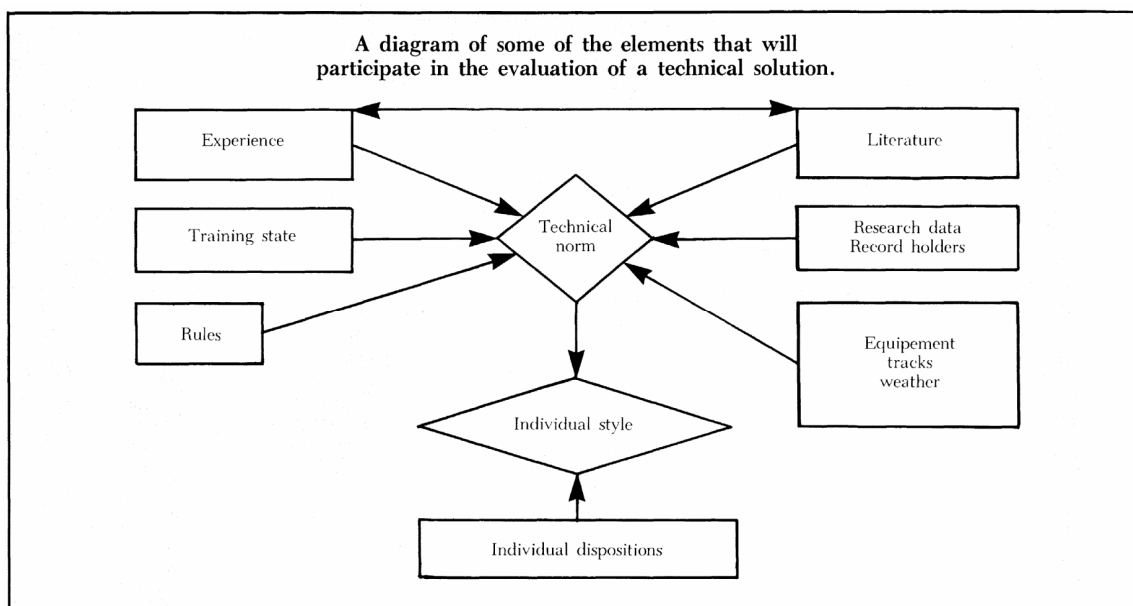 A diagram of some of the elements that will
participate in the evaluation of a technical solution.
Experience
Literature
Training state
Technical
norm
Research data
Record holders
Rules
Equipement
tracks
weather
Individual style
Individual dispositions